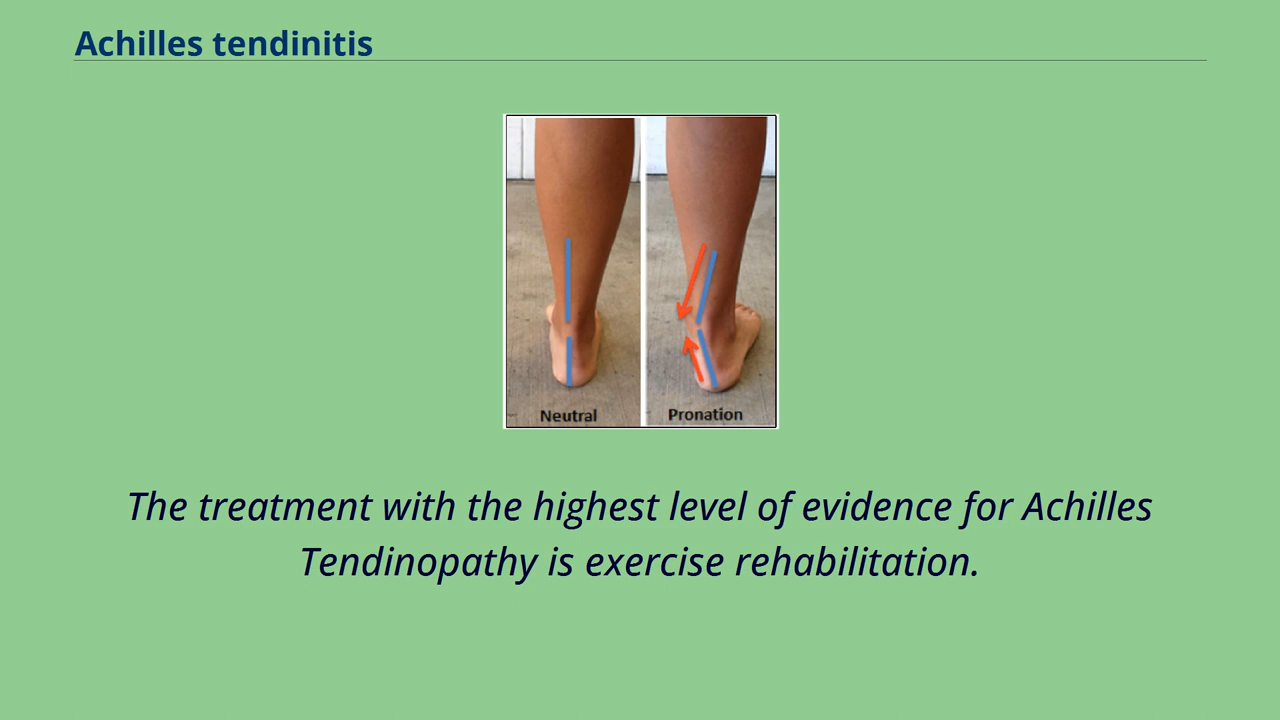 Achilles tendinitis
Neutral
Pronation
The treatment with the highest level of evidence for Achilles
Tendinopathy is exercise rehabilitation.